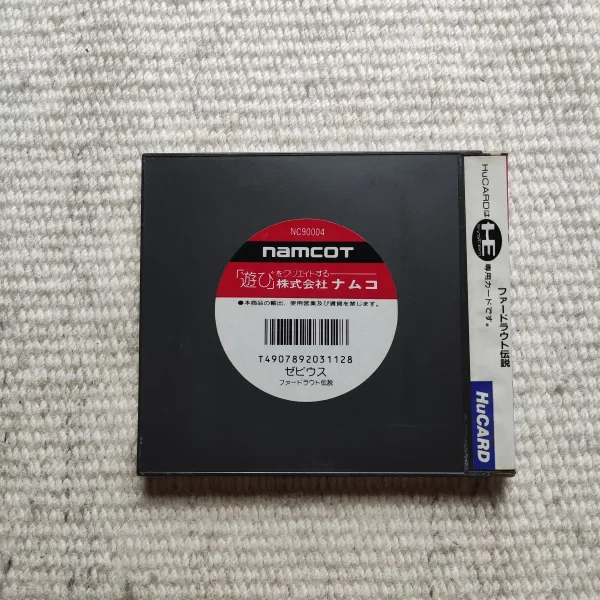 NC90004
namcot
「遊び」をクリエイトする
株式会社ナムコ
●本商品の輸出、使用営業及び賃貸を禁じます。
T4907892031128
ゼビウス
ファードラウト伝説
HuCARDは
HE
専用カードです。
ファードラウト伝説
HuCARD